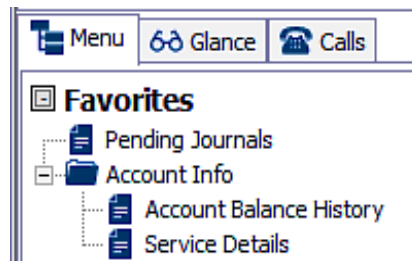 Menu Glance Calls
Favorites
Pending Journals
Account Info
Account Balance History
Service Details